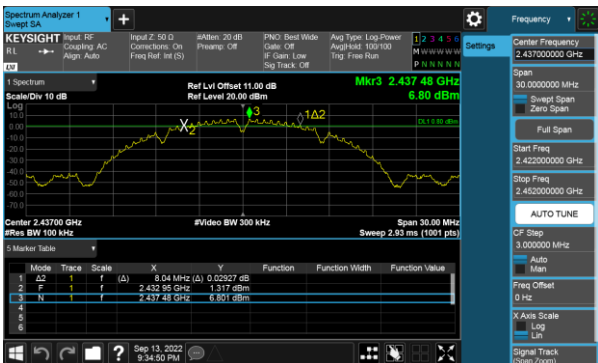 Spectrum Analyzer 1
Swept SA
+
Frequency
KEYSIGHT
RL
LXI
Input: RF
Coupling: AC
Align: Auto
Input Z: 50 Ω
Corrections: On
Freq Ref: Int (S)
#Atten: 20 dB
Preamp: Off
PNO: Best Wide
Gate: Off
IF Gain: Low
Sig Track: Off
Avg Type: Log-Power
Avg|Hold: 100/100
Trig: Free Run
1 2 3 4 5 6
M W W W W W
P N N N N N
Settings
1 Spectrum
Scale/Div 10 dB
Ref Lvl Offset 11.00 dB
Ref Level 20.00 dBm
Mkr3 2.437 48 GHz
6.80 dBm
Log
10.0
0.00
-10.0
-20.0
-30.0
-40.0
-50.0
-60.0
-70.0
X2
3
1Δ2
DL1 0.80 dBm
Center 2.43700 GHz
#Res BW 100 kHz
#Video BW 300 kHz
Span 30.00 MHz
Sweep 2.93 ms (1001 pts)
5 Marker Table
Mode Trace Scale X Y Function Function Width Function Value
1 Δ2 1 f (Δ) 8.04 MHz (Δ) 0.02927 dB
2 F 1 f 2.432 95 GHz 1.317 dBm
3 N 1 f 2.437 48 GHz 6.801 dBm
4
5
6
Center Frequency
2.437000000 GHz
Span
30.0000000 MHz
Swept Span
Zero Span
Full Span
Start Freq
2.422000000 GHz
Stop Freq
2.452000000 GHz
AUTO TUNE
CF Step
3.000000 MHz
Auto
Man
Freq Offset
0 Hz
X Axis Scale
Log
Lin
Signal Track
(Span Zoom)
?
Sep 13, 2022
9:34:50 PM